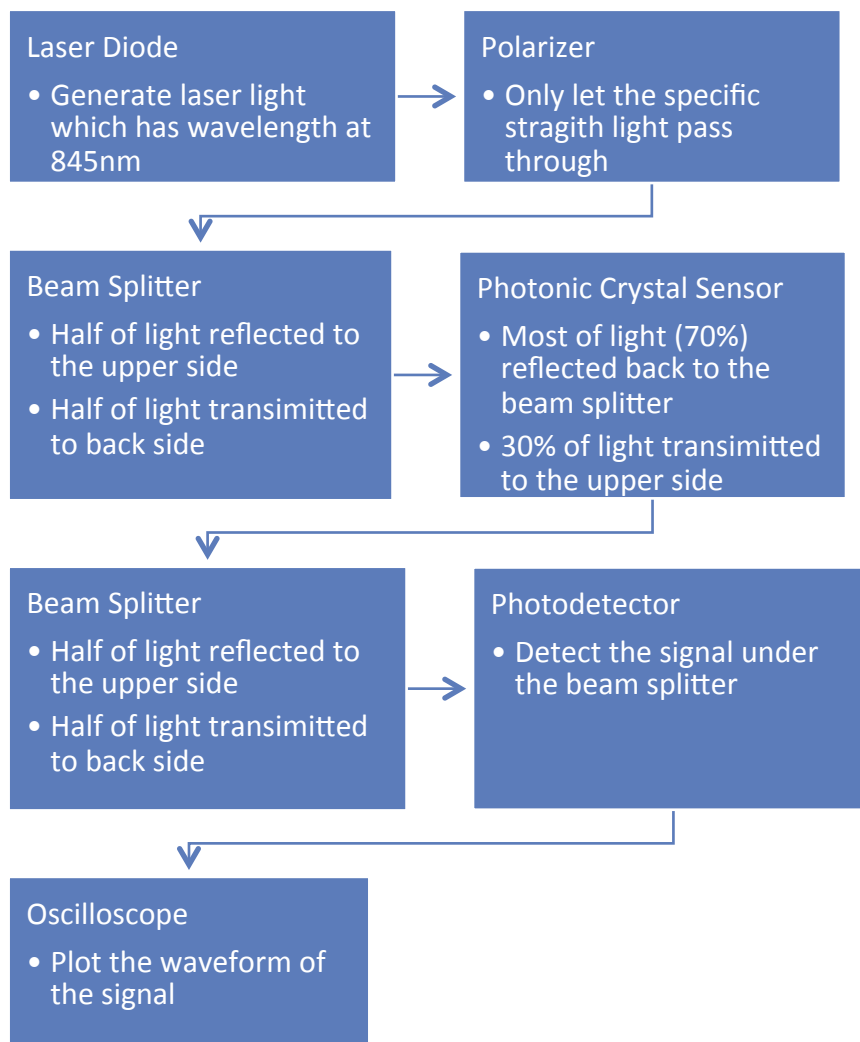 Laser Diode
• Generate laser light
which has wavelength at
845nm
Polarizer
• Only let the specific
stragith light pass
through
Beam Splitter
• Half of light reflected to
the upper side
• Half of light transimitted
to back side
Photonic Crystal Sensor
• Most of light (70%)
reflected back to the
beam splitter
• 30% of light transimitted
to the upper side
Beam Splitter
• Half of light reflected to
the upper side
• Half of light transimitted
to back side
Photodetector
• Detect the signal under
the beam splitter
Oscilloscope
• Plot the waveform of
the signal